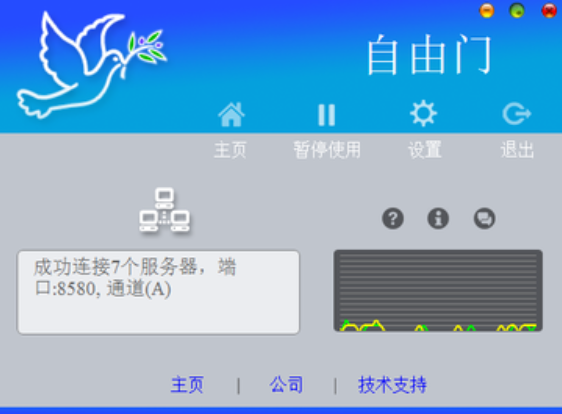 自由门
主页 暂停使用 设置 退出
成功连接7个服务器，端
口:8580, 通道(A)
主页 | 公司 | 技术支持